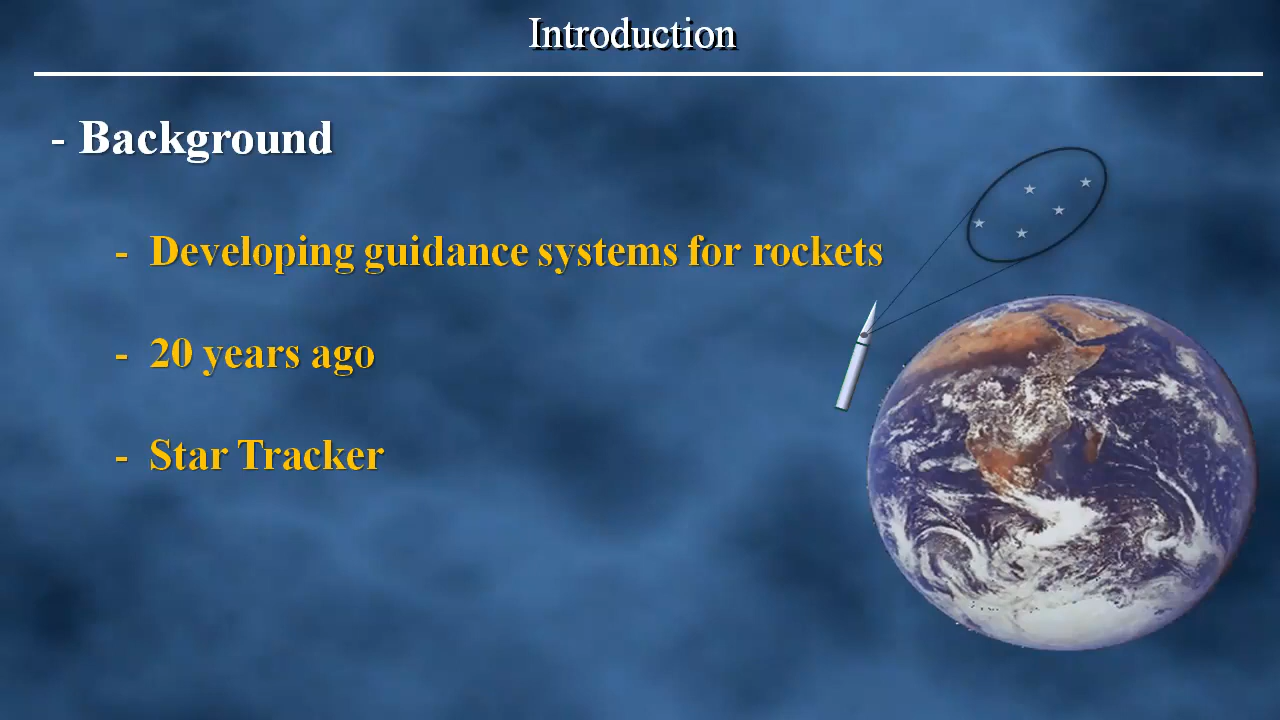 Introduction
- Background
- Developing guidance systems for rockets
- 20 years ago
- Star Tracker